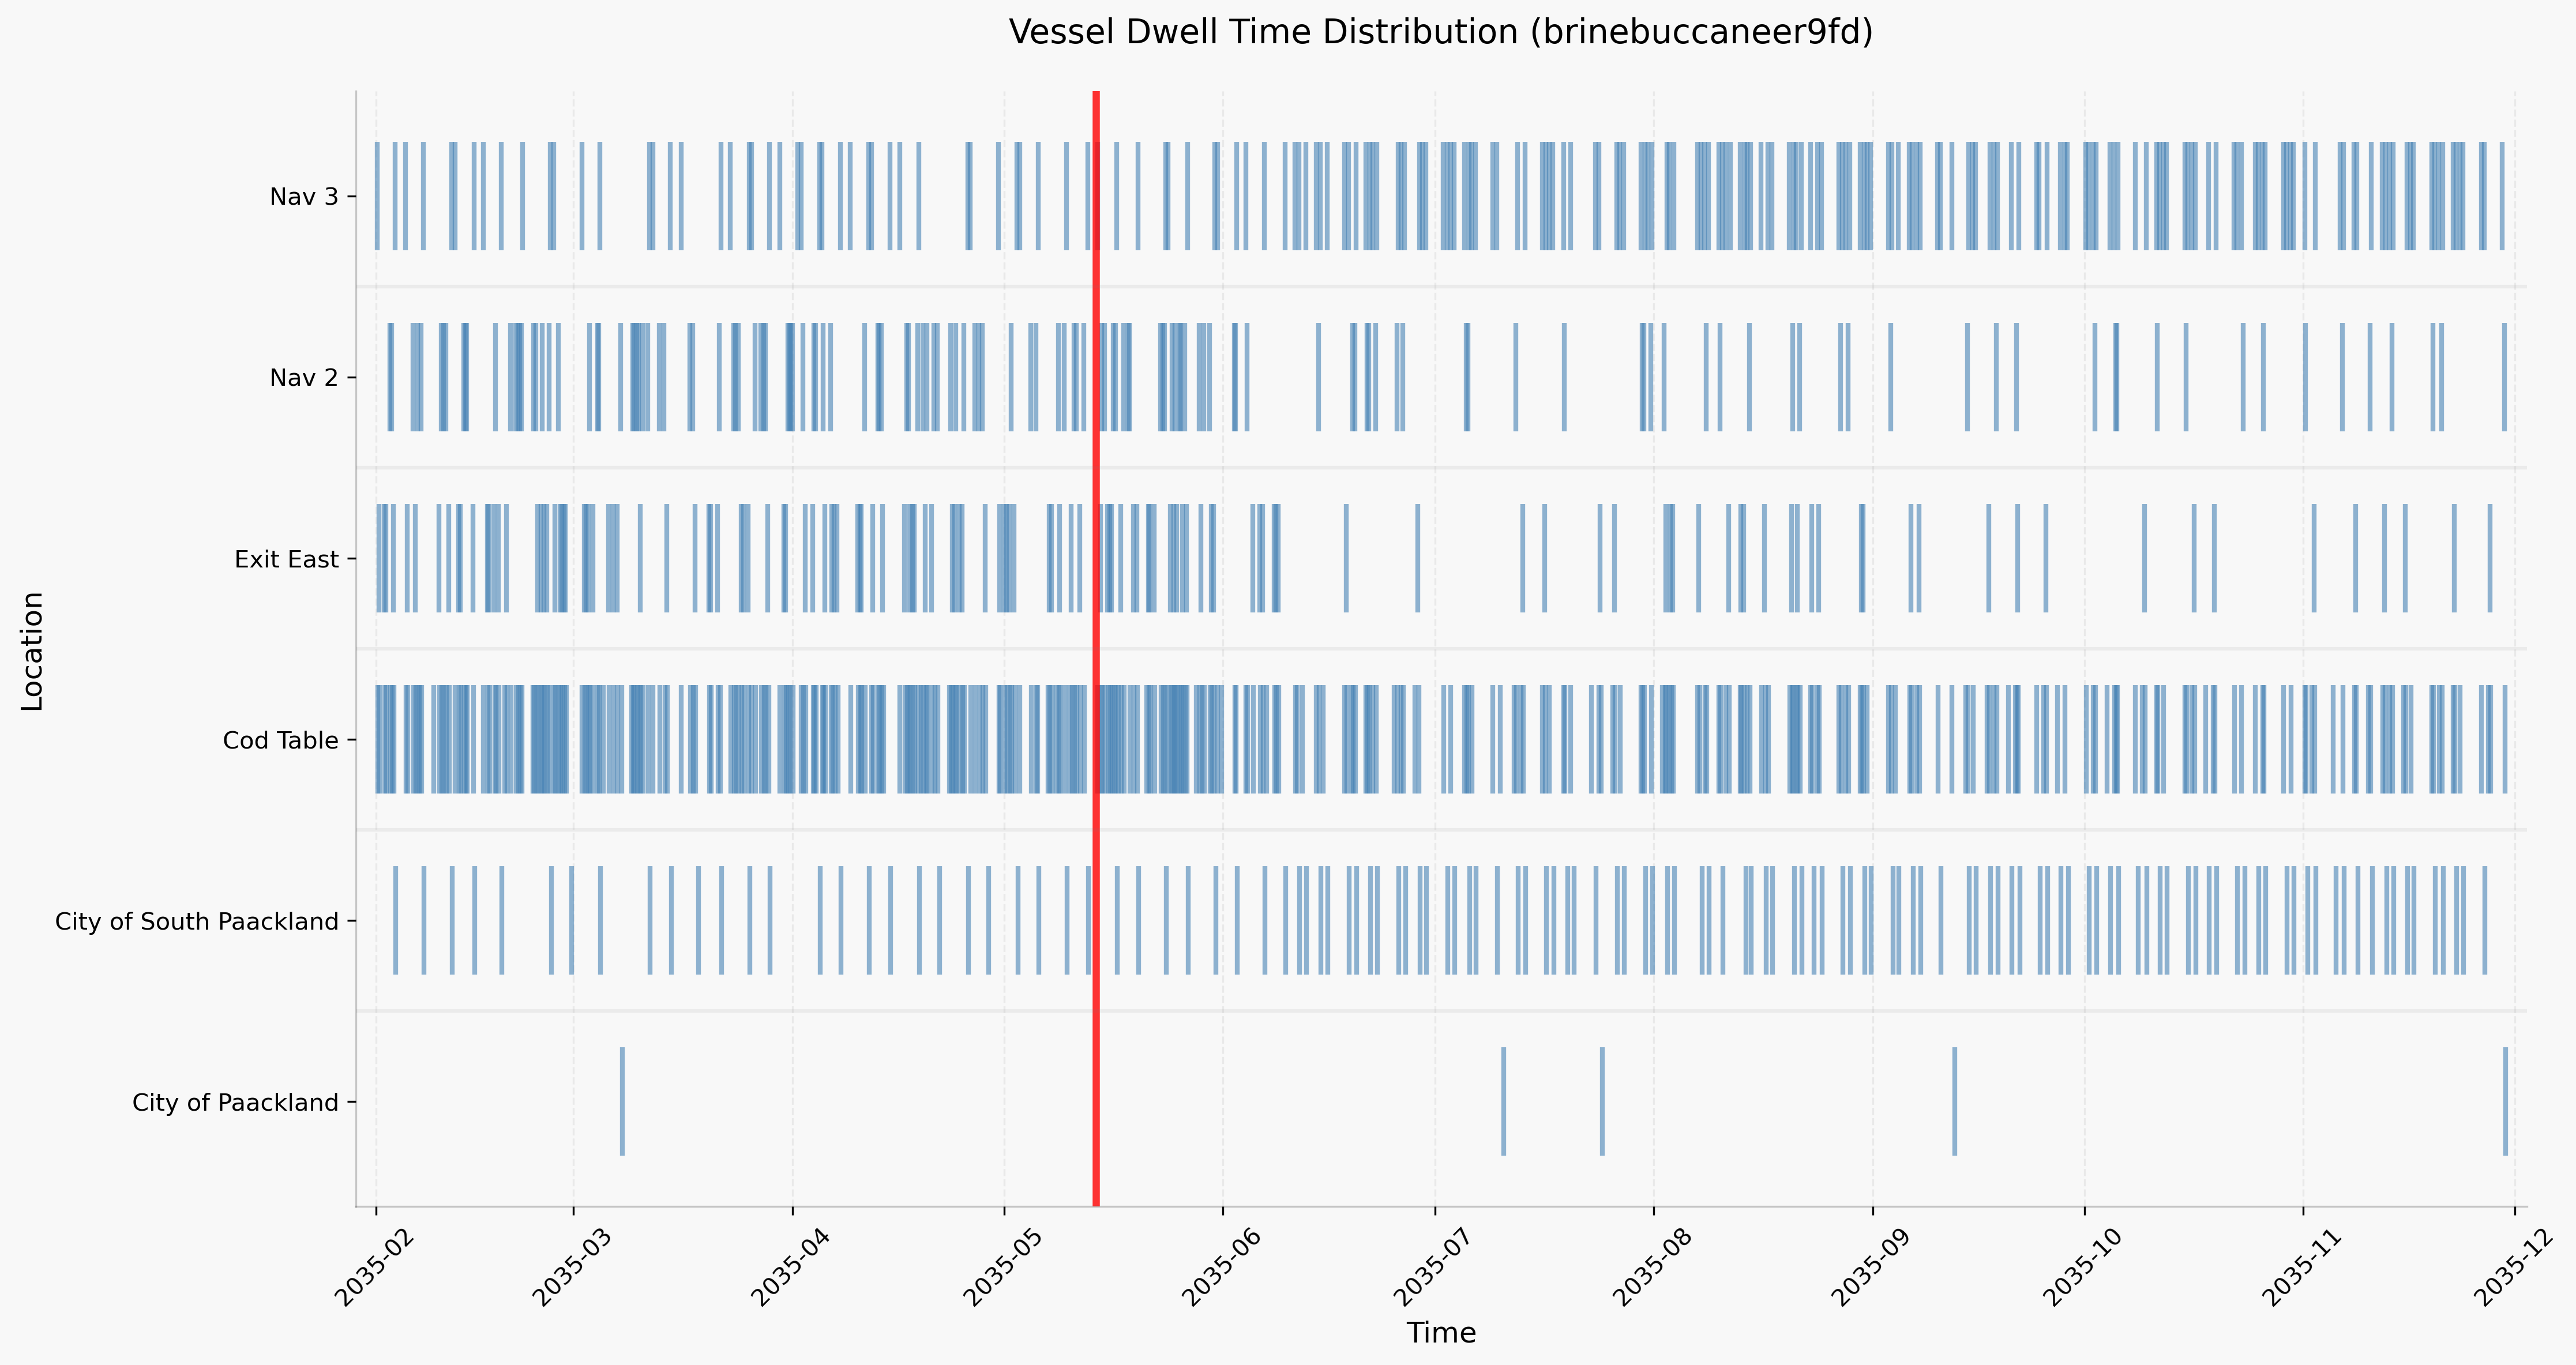 Vessel Dwell Time Distribution (brinebuccaneer9fd)
Location
Nav 3
Nav 2
Exit East
Cod Table
City of South Paackland
City of Paackland
2035-02
2035-03
2035-04
2035-05
2035-06
2035-07
2035-08
2035-09
2035-10
2035-11
2035-12
Time